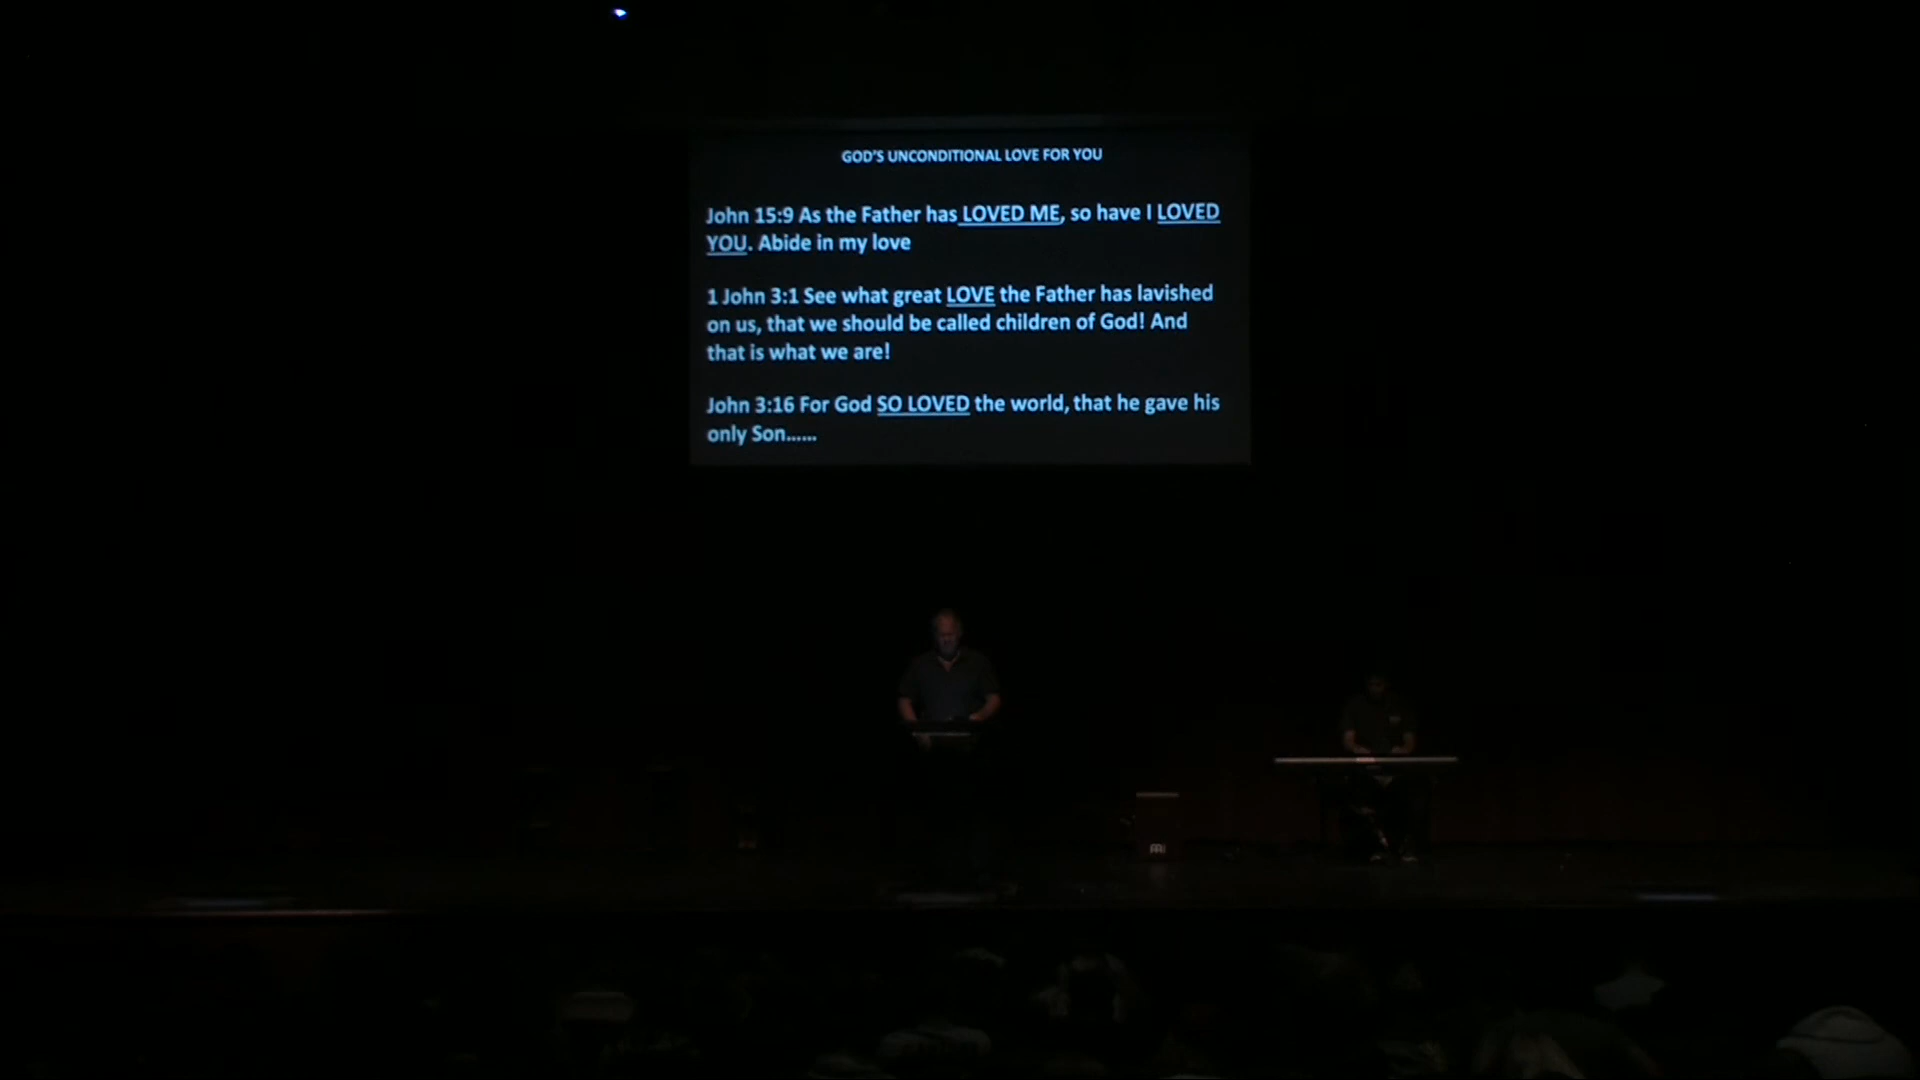 GOD'S UNCONDITIONAL LOVE FOR YOU
John 15:9 As the Father has LOVED ME, so have I LOVED
YOU. Abide in my love
1 John 3:1 See what great LOVE the Father has lavished
on us, that we should be called children of God! And
that is what we are!
John 3:16 For God SO LOVED the world, that he gave his
only Son......